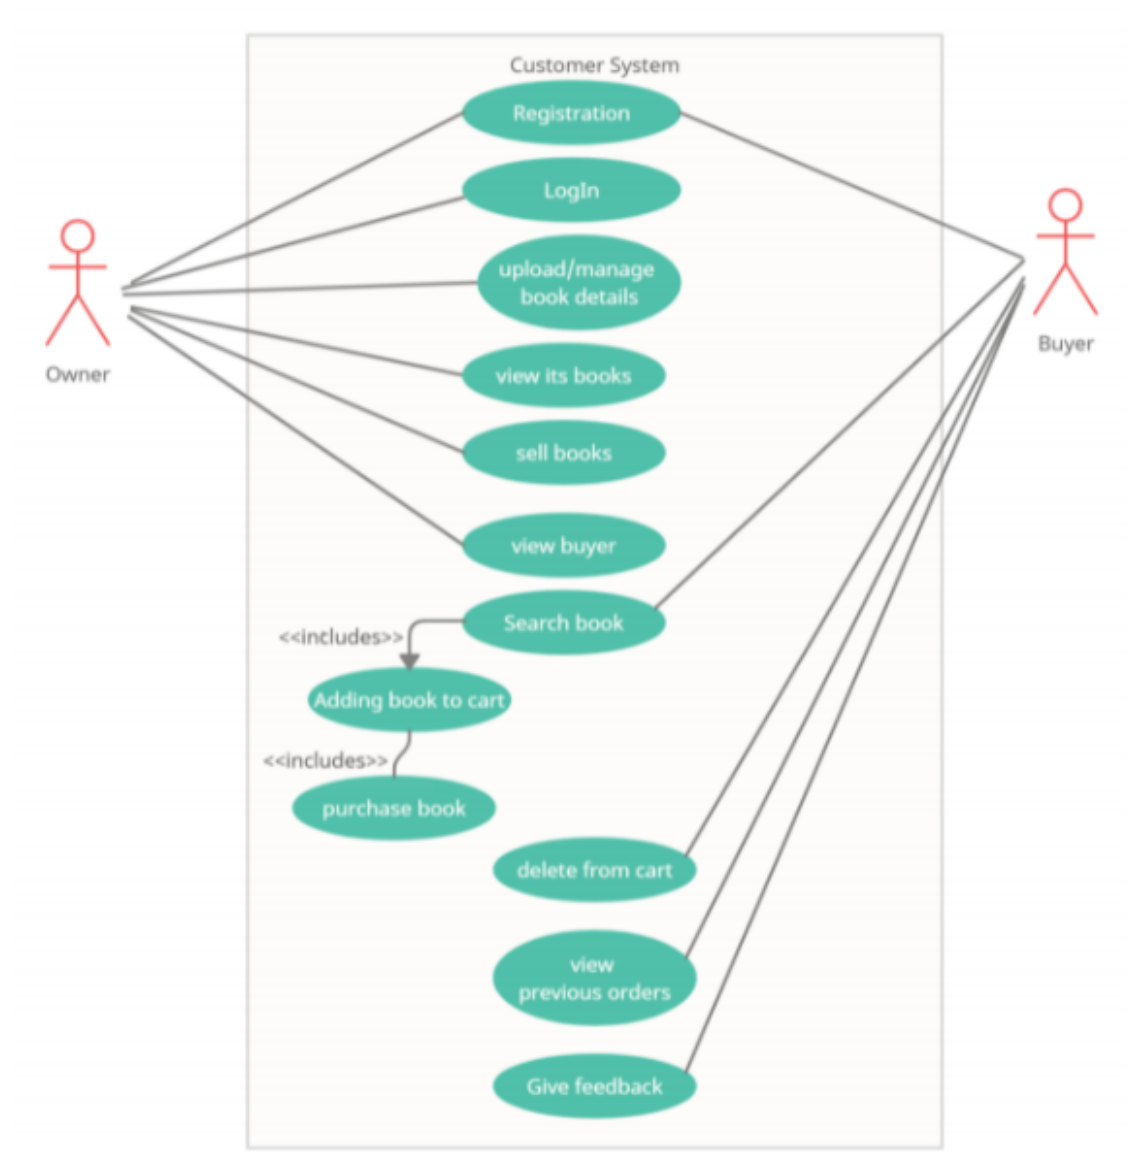 Customer System
Registration
LogIn
upload/manage
book details
Owner
Buyer
view its books
sell books
view buyer
Search book
<<includes>>
Adding book to cart
<<includes>>
purchase book
delete from cart
view
previous orders
Give feedback